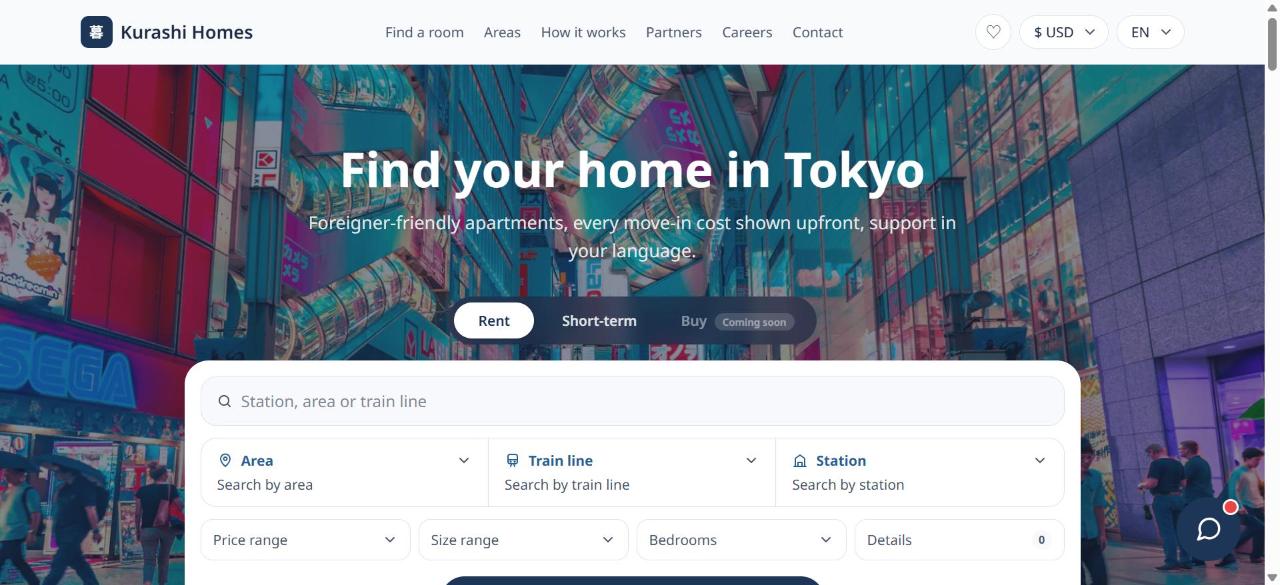 暮 Kurashi Homes
Find a room Areas How it works Partners Careers Contact
$ USD EN
Find your home in Tokyo
Foreigner-friendly apartments, every move-in cost shown upfront, support in
your language.
Rent Short-term Buy Coming soon
Station, area or train line
Area Train line Station
Search by area Search by train line Search by station
Price range Size range Bedrooms Details 0
SEGA